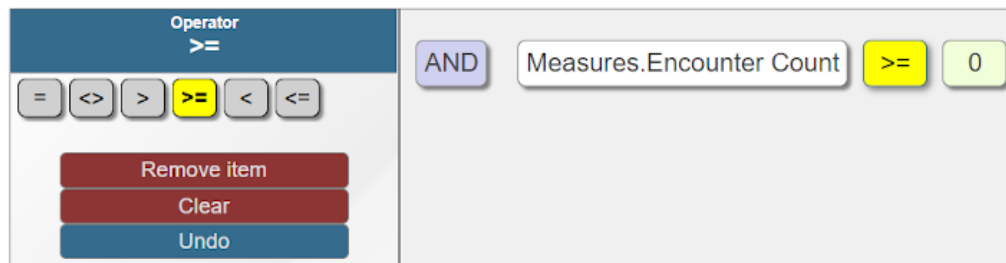 Operator
>=
= <> > >= < <=
Remove item
Clear
Undo
AND Measures.Encounter Count >= 0